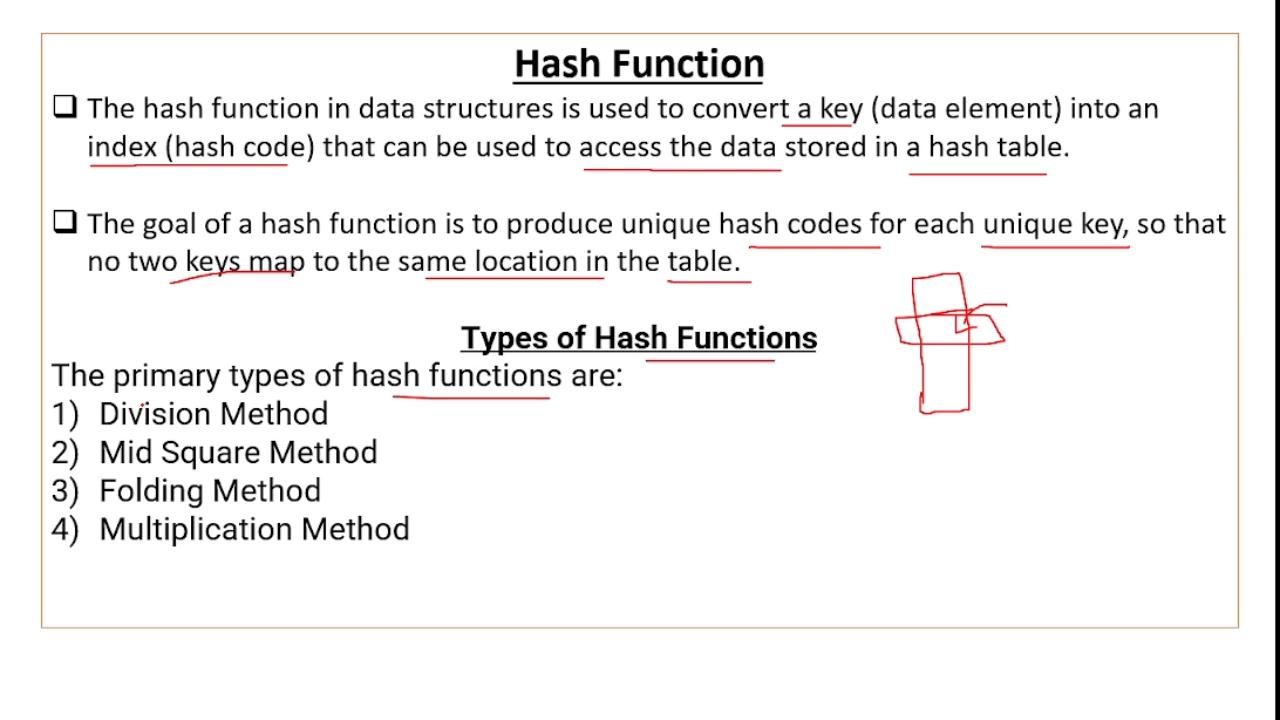 Hash Function
❑ The hash function in data structures is used to convert a key (data element) into an
index (hash code) that can be used to access the data stored in a hash table.
❑ The goal of a hash function is to produce unique hash codes for each unique key, so that
no two keys map to the same location in the table.
Types of Hash Functions
The primary types of hash functions are:
1) Division Method
2) Mid Square Method
3) Folding Method
4) Multiplication Method